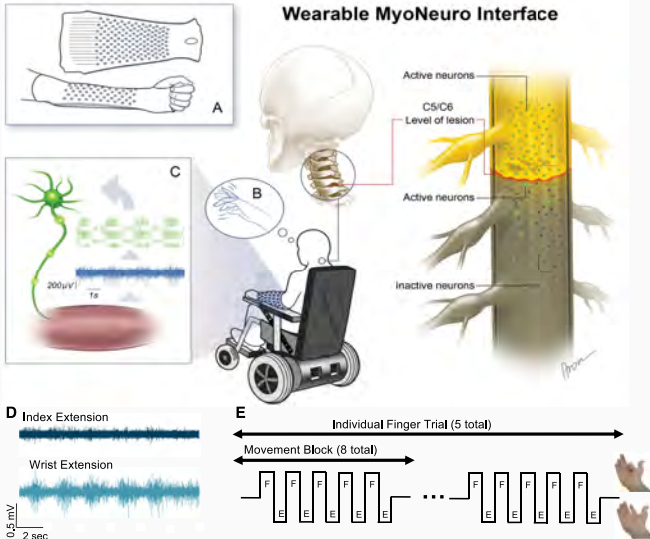 Wearable MyoNeuro Interface
A
Active neurons
C5/C6
Level of lesion
Active neurons
inactive neurons
C
200μV
1s
B
D
Index Extension
Wrist Extension
0.5 mV
2 sec
E
Individual Finger Trial (5 total)
Movement Block (8 total)
F F F F F ... F F F F F
E E E E E E E E E E